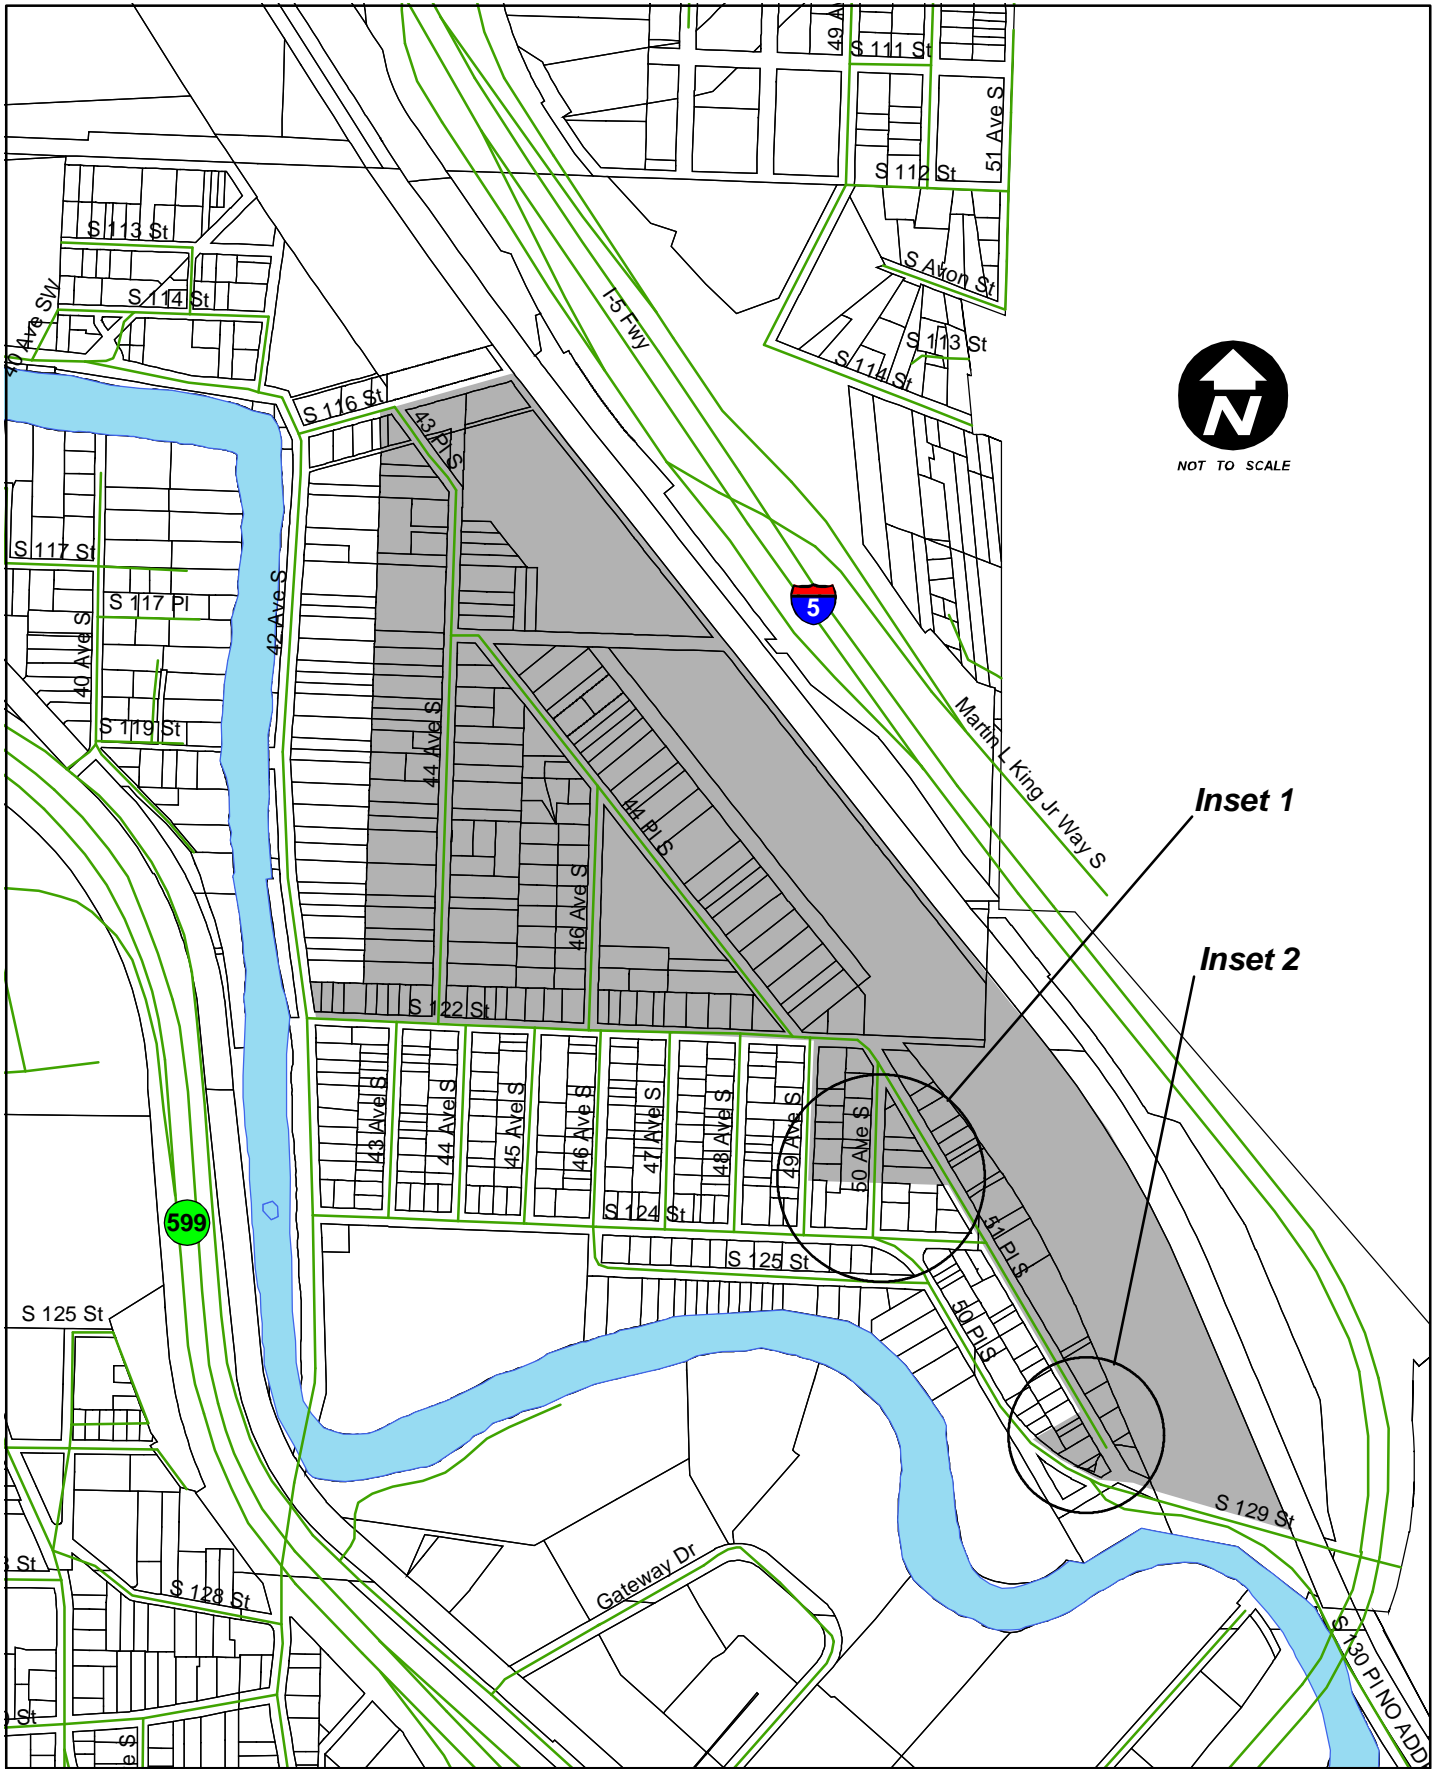 49 Av
S 111 St
51 Ave S
S 112 St
S 113 St
S Avon St
S 114 St
40 Ave SW
I-5 Fwy
S 113 St
S 114 St
S 116 St
43 Pl S
N
NOT TO SCALE
S 117 St
42 Ave S
5
S 117 Pl
40 Ave S
S 119 St
44 Ave S
Martin L King Jr Way S
Inset 1
44 Pl S
46 Ave S
Inset 2
S 122 St
43 Ave S
44 Ave S
45 Ave S
46 Ave S
47 Ave S
48 Ave S
49 Ave S
50 Ave S
599
S 124 St
51 Pl S
S 125 St
S 125 St
50 Pl S
S 129 St
St
Gateway Dr
S 128 St
S 130 Pl NO ADD
St
e S